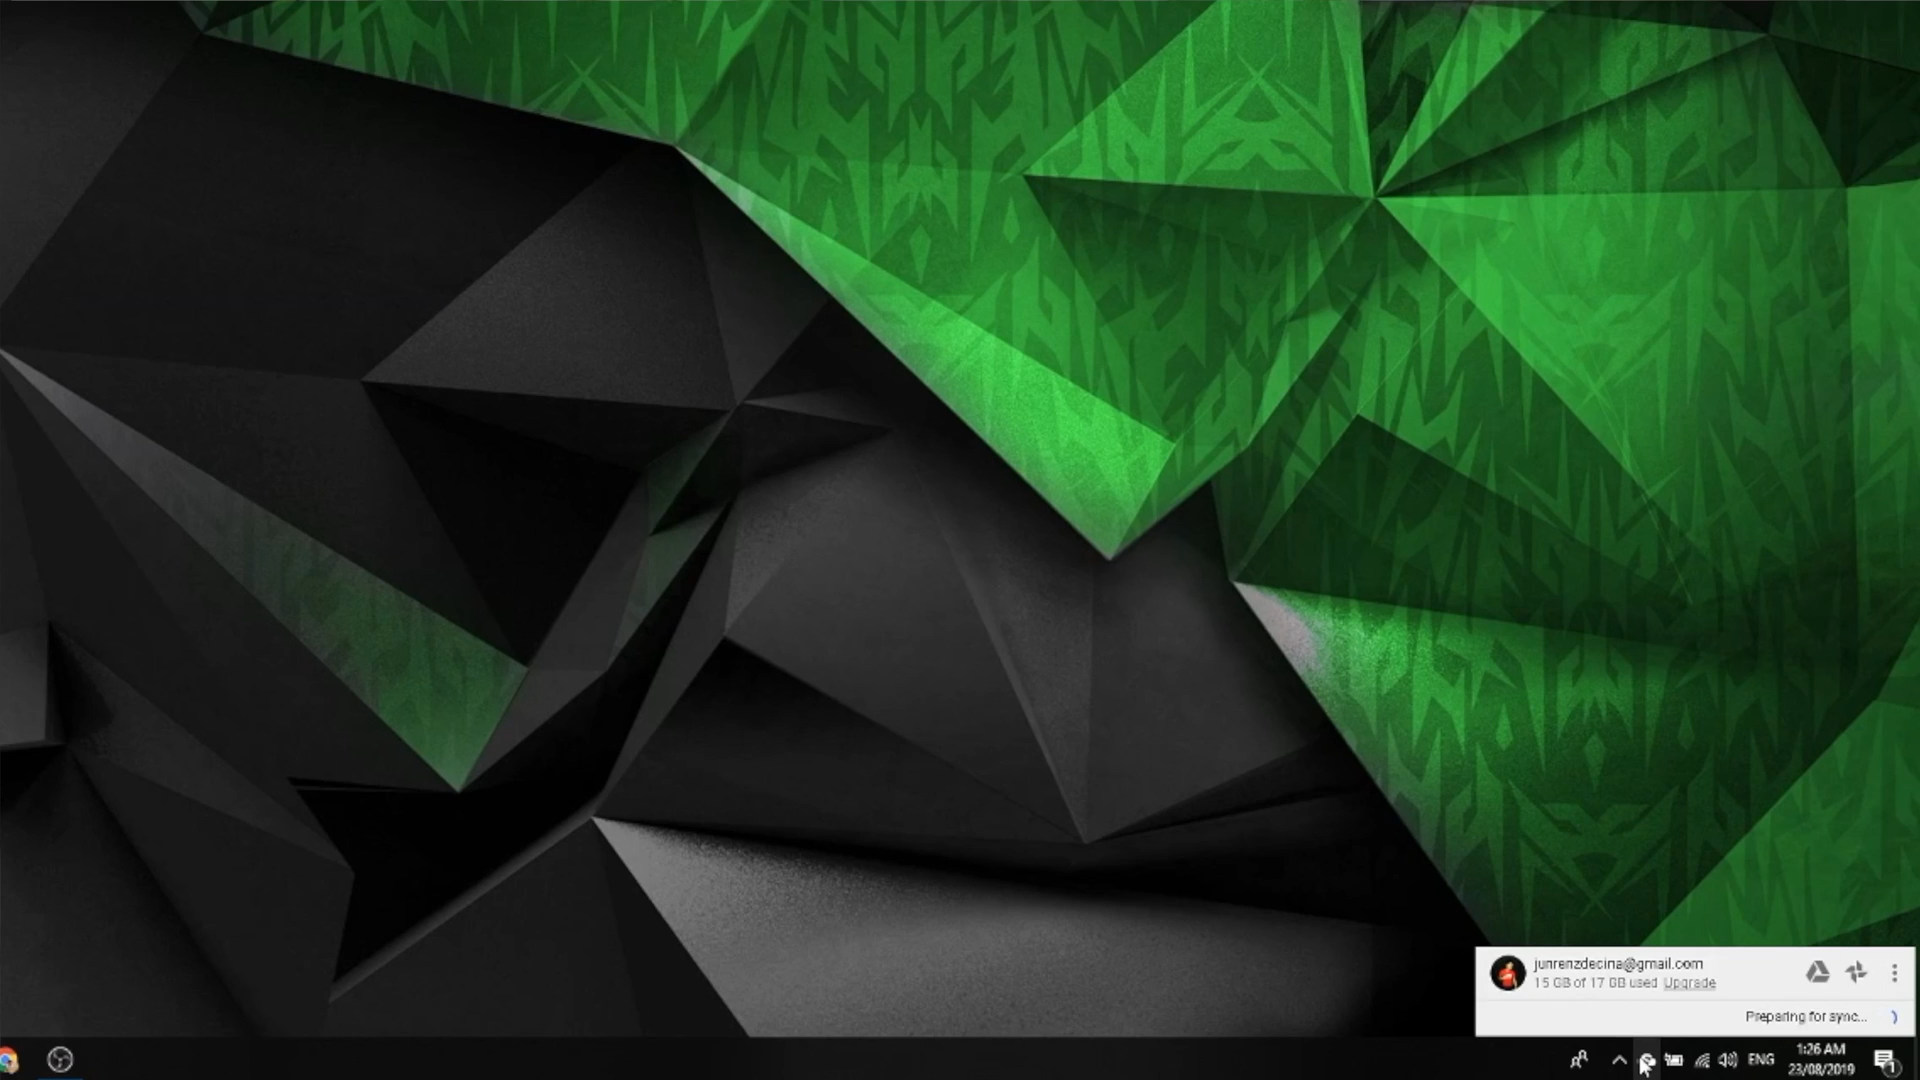 junrenzdecina@gmail.com
15 GB of 17 GB used Upgrade
Preparing for sync...
ENG
1:26 AM
23/08/2019
1